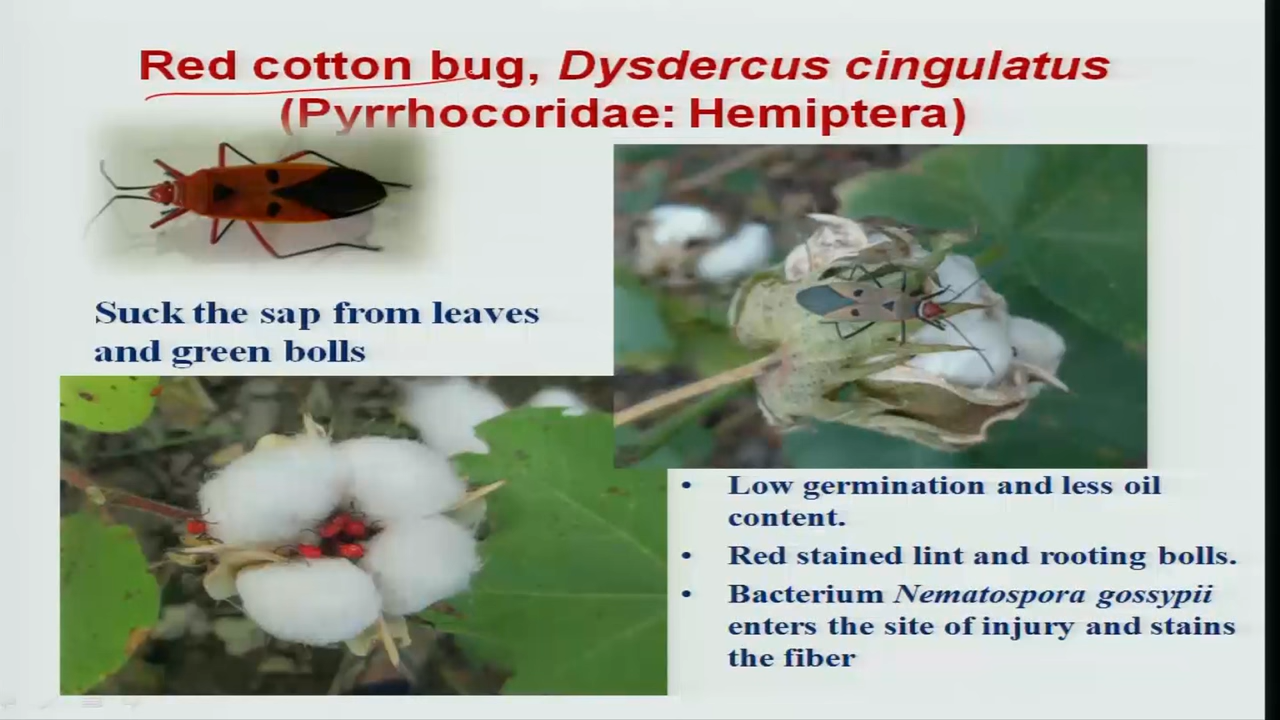 Red cotton bug, Dysdercus cingulatus
(Pyrrhocoridae: Hemiptera)
Suck the sap from leaves
and green bolls
• Low germination and less oil
content.
• Red stained lint and rooting bolls.
• Bacterium Nematospora gossypii
enters the site of injury and stains
the fiber